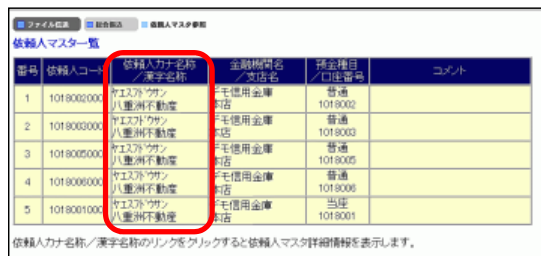 ファイル伝送 総合振込 依頼人マスタ参照
依頼人マスタ一覧
番号 依頼人コード 依頼人カナ名称／漢字名称 金融機関名／支店名 預金種目／口座番号 コメント
1 1018002000 ﾔｴｽﾌﾄﾞｳｻﾝ デモ信用金庫 普通
八重洲不動産 本店 1018002
2 1018003000 ﾔｴｽﾌﾄﾞｳｻﾝ デモ信用金庫 普通
八重洲不動産 本店 1018003
3 1018005000 ﾔｴｽﾌﾄﾞｳｻﾝ デモ信用金庫 普通
八重洲不動産 本店 1018005
4 1018006000 ﾔｴｽﾌﾄﾞｳｻﾝ デモ信用金庫 普通
八重洲不動産 本店 1018006
5 1018001000 ﾔｴｽﾌﾄﾞｳｻﾝ デモ信用金庫 当座
八重洲不動産 本店 1018001
依頼人カナ名称／漢字名称のリンクをクリックすると依頼人マスタ詳細情報を表示します。